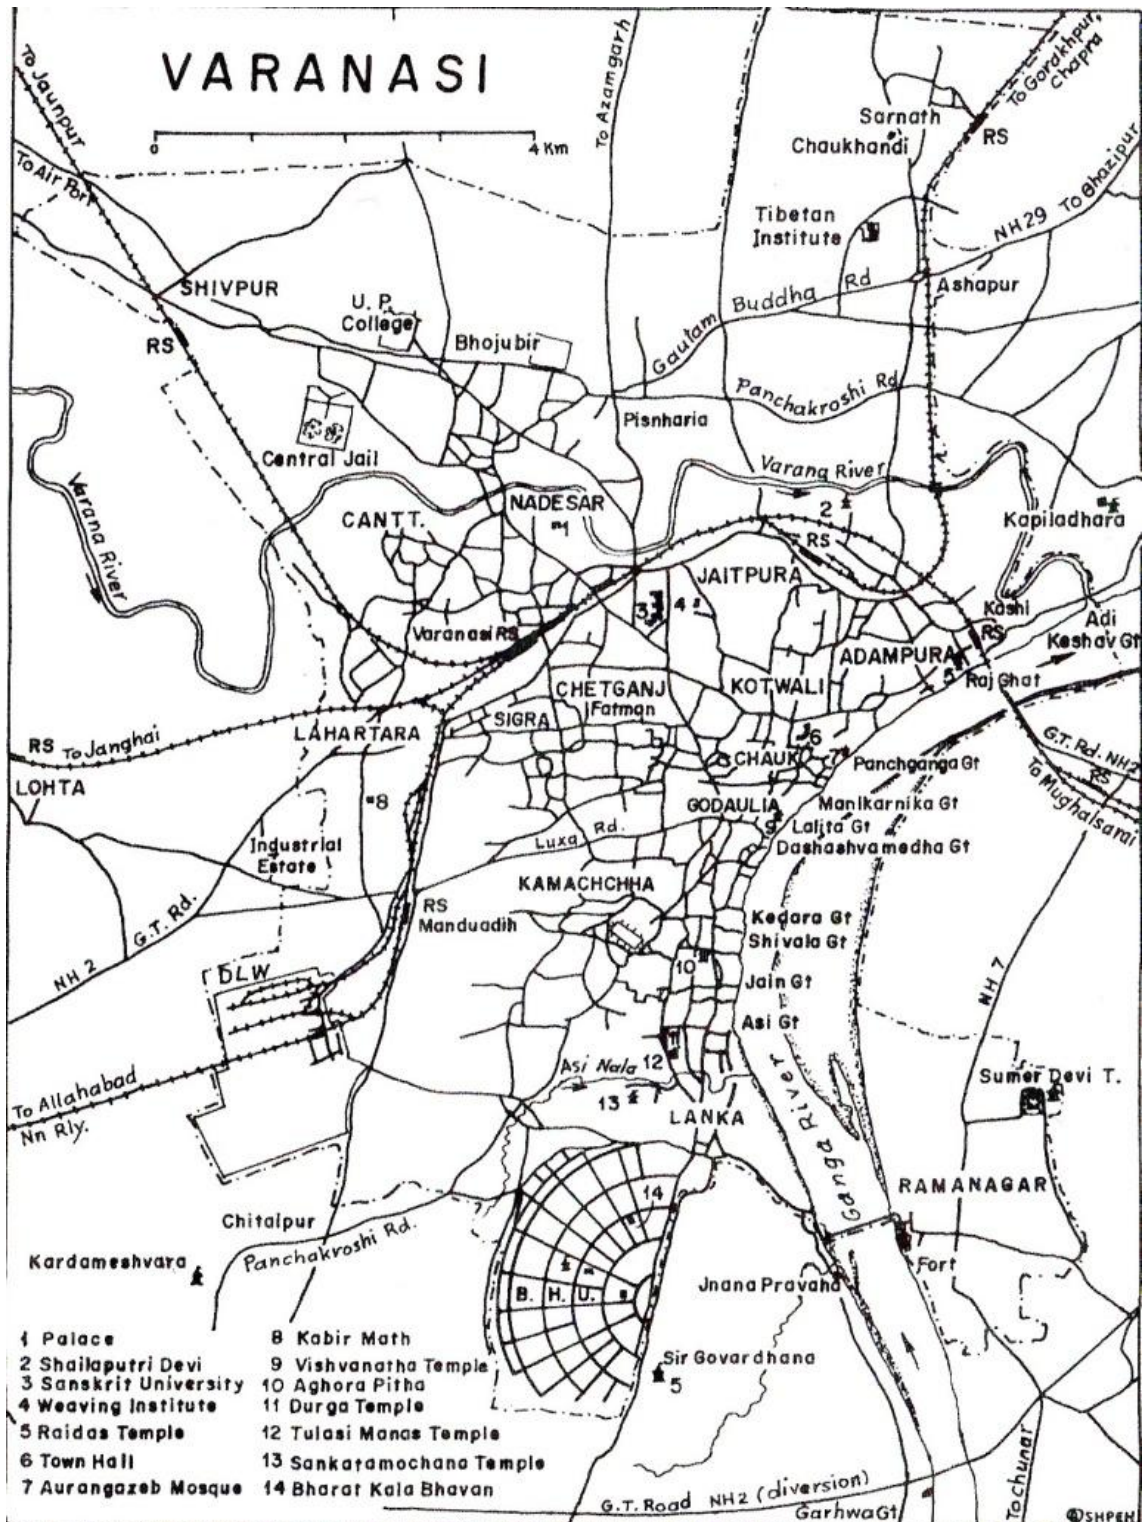 VARANASI
0 4 Km
To Jaunpur
To Air Port
To Azamgarh
To Gorakhpur,
Chapra
Sarnath
RS
Chaukhandi
NH29 To Ghazipur
Tibetan
Institute
Ashapur
SHIVPUR
Gautam Buddha Rd
U. P.
College
Bhojubir
RS
Panchakroshi Rd
Pisnharia
Central Jail
Varana River
Varana River
2
NADESAR
1
CANTT.
Kapiladhara
RS
JAITPURA
3
4
Kashi
RS
Adi
Keshav Gt
Varanasi RS
ADAMPURA
5
Raj Ghat
CHETGANJ
KOTWALI
Fatman
SIGRA
LAHARTARA
6
RS To Janghai
CHAUK
7
Panchganga Gt
G.T. Rd. NH2
RS
To Mughalsarai
LOHTA
8
GODAULIA
Manikarnika Gt
9
Lalita Gt
Industrial
Estate
Luxa Rd.
Dashashvamedha Gt
KAMACHCHHA
G.T. Rd.
RS
Manduadih
Kedara Gt
Shivala Gt
NH 2
DLW
10
Jain Gt
NH 7
Asi Gt
11
Asi Nala
12
Sumer Devi T.
13
To Allahabad
Nn Rly.
LANKA
Ganga River
RAMANAGAR
14
Chitaipur
Panchakroshi Rd.
Kardameshvara
Fort
B. H. U.
Jnana Pravaha
Sir Govardhana
5
1 Palace
2 Shailaputri Devi
3 Sanskrit University
4 Weaving Institute
5 Raidas Temple
6 Town Hall
7 Aurangazeb Mosque
8 Kabir Math
9 Vishvanatha Temple
10 Aghora Pitha
11 Durga Temple
12 Tulasi Manas Temple
13 Sankatamochana Temple
14 Bharat Kala Bhavan
G.T. Road NH2 (diversion)
Garhwa Gt
To Chunar